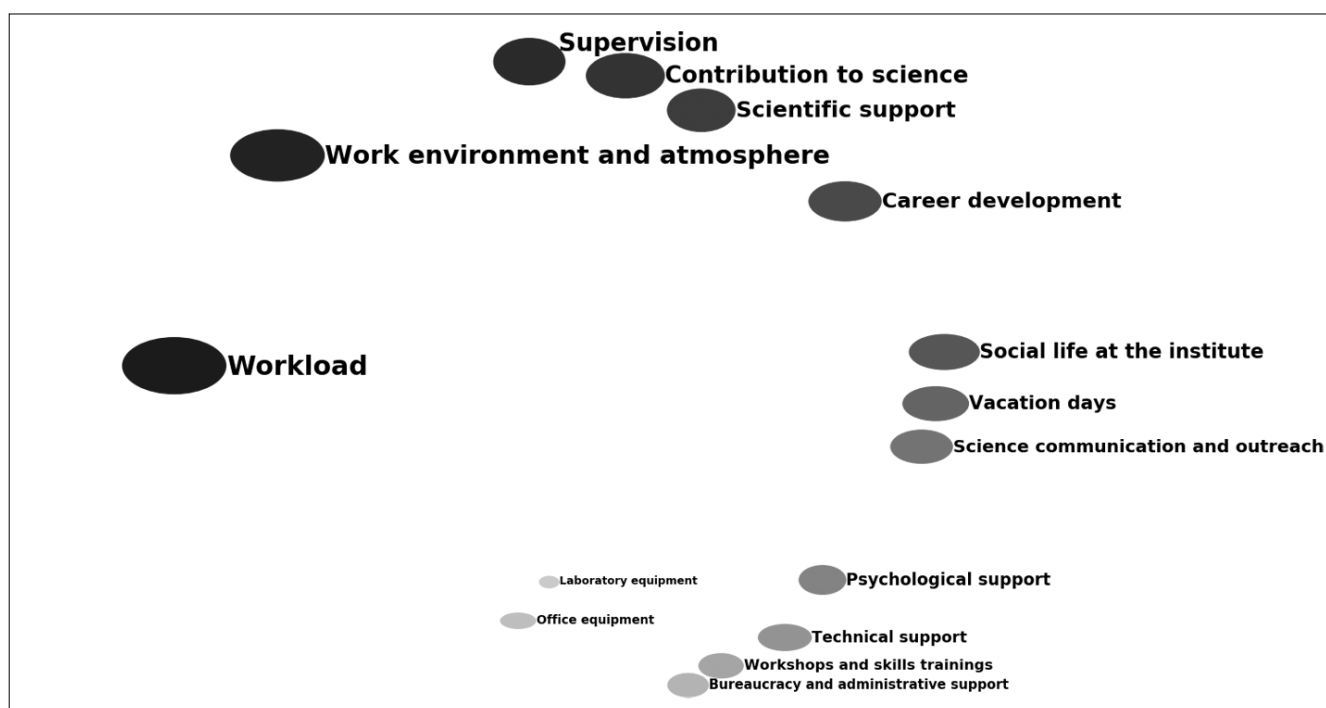 Supervision
Contribution to science
Scientific support
Work environment and atmosphere
Career development
Social life at the institute
Workload
Vacation days
Science communication and outreach
Psychological support
Laboratory equipment
Office equipment
Technical support
Workshops and skills trainings
Bureaucracy and administrative support